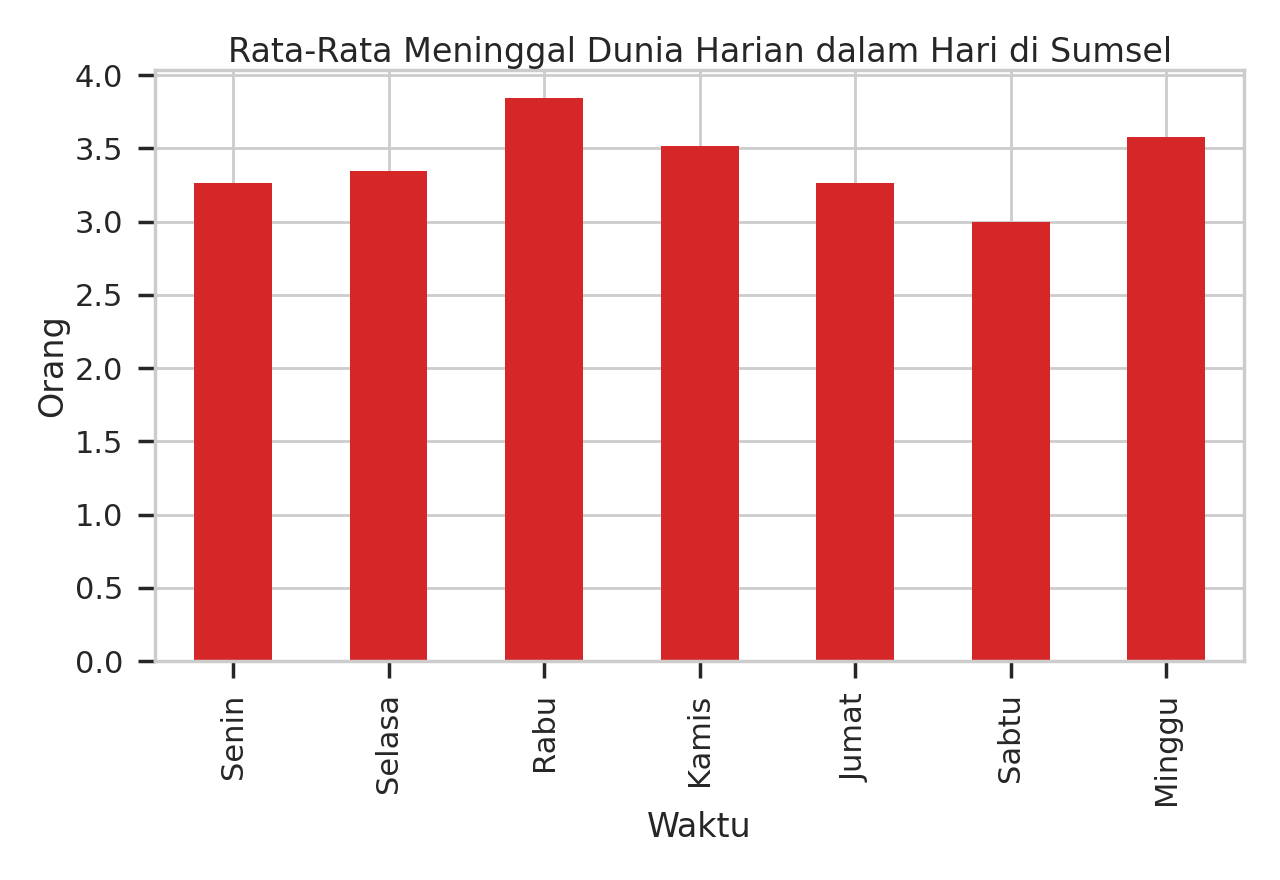 Rata-Rata Meninggal Dunia Harian dalam Hari di Sumsel
4.0
3.5
3.0
2.5
2.0
1.5
1.0
0.5
0.0
Orang
Senin
Selasa
Rabu
Kamis
Jumat
Sabtu
Minggu
Waktu